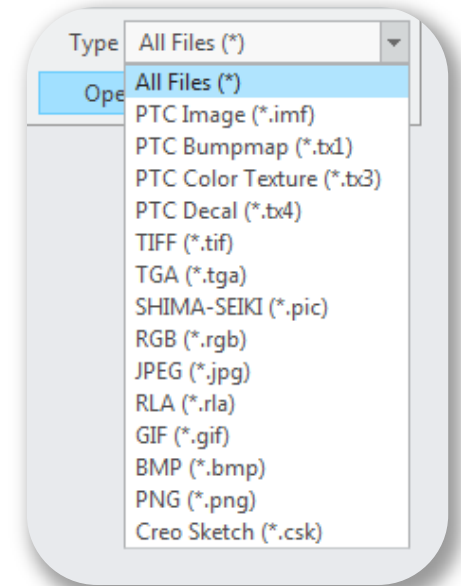 Type All Files (*)
Ope
All Files (*)
PTC Image (*.imf)
PTC Bumpmap (*.tx1)
PTC Color Texture (*.tx3)
PTC Decal (*.tx4)
TIFF (*.tif)
TGA (*.tga)
SHIMA-SEIKI (*.pic)
RGB (*.rgb)
JPEG (*.jpg)
RLA (*.rla)
GIF (*.gif)
BMP (*.bmp)
PNG (*.png)
Creo Sketch (*.csk)